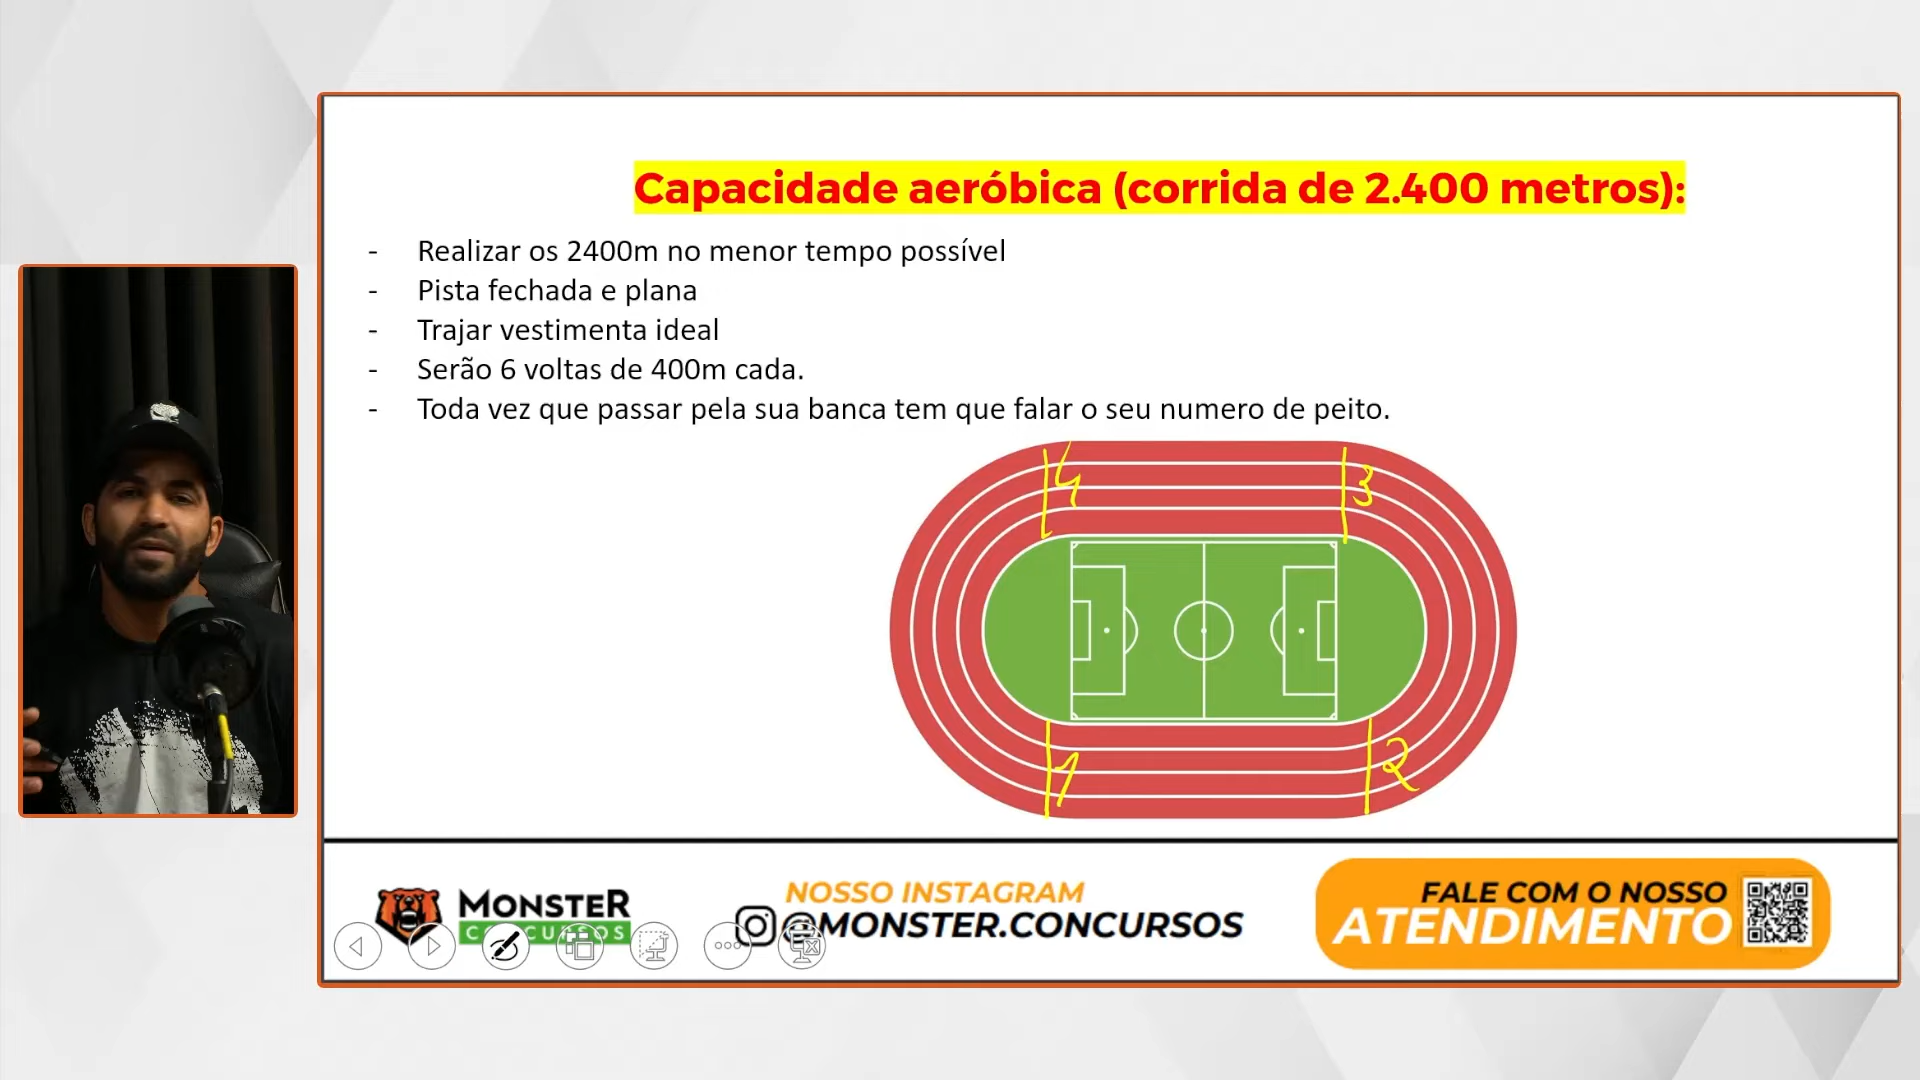 Capacidade aeróbica (corrida de 2.400 metros):
- Realizar os 2400m no menor tempo possível
- Pista fechada e plana
- Trajar vestimenta ideal
- Serão 6 voltas de 400m cada.
- Toda vez que passar pela sua banca tem que falar o seu numero de peito.
4
3
1
2
MONSTER
CONCURSOS
NOSSO INSTAGRAM
@MONSTER.CONCURSOS
FALE COM O NOSSO
ATENDIMENTO